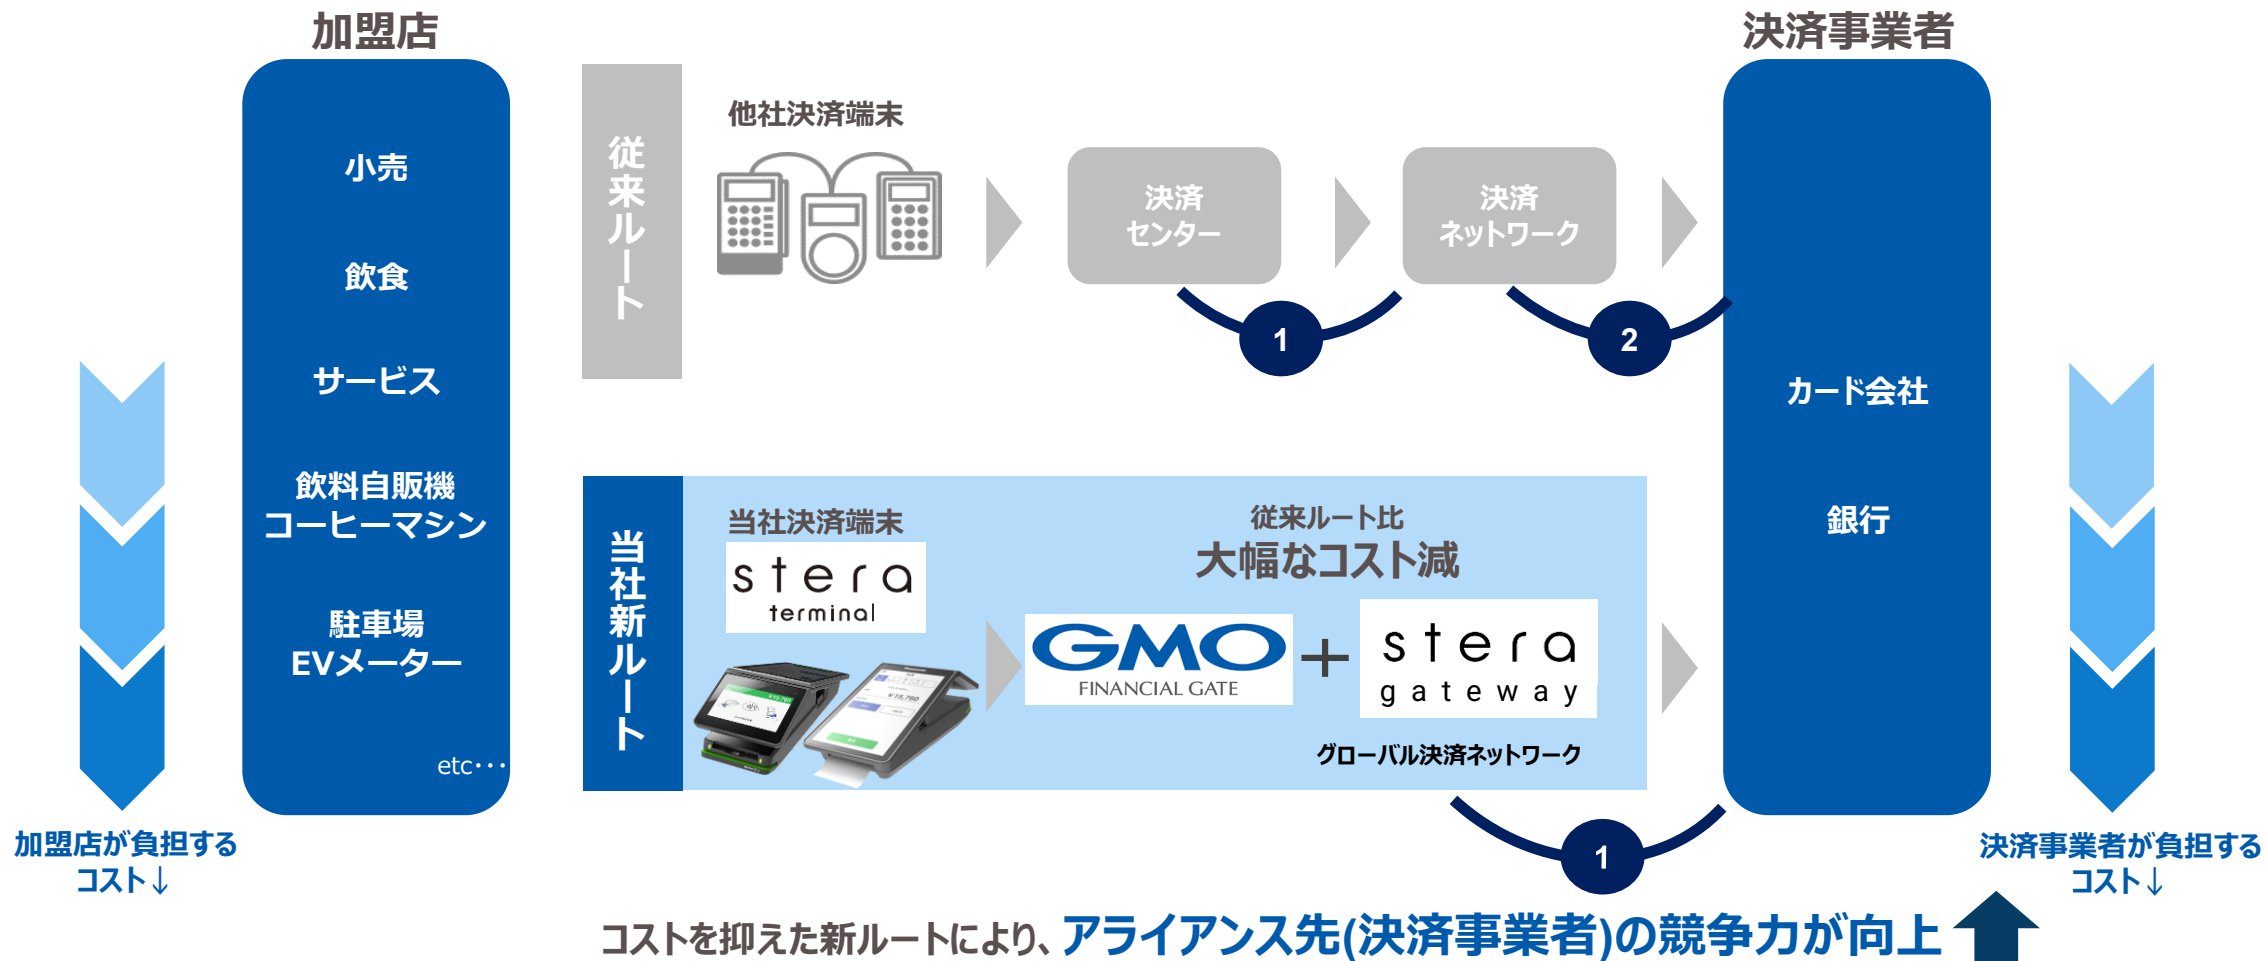 加盟店
小売
飲食
サービス
飲料自販機
コーヒーマシン
駐車場
EVメーター
etc・・・
加盟店が負担する
コスト↓
従来ルート
他社決済端末
決済
センター
決済
ネットワーク
1
2
当社新ルート
当社決済端末
stera
terminal
従来ルート比
大幅なコスト減
GMO
FINANCIAL GATE
+
stera
gateway
グローバル決済ネットワーク
1
決済事業者
カード会社
銀行
決済事業者が負担する
コスト↓
コストを抑えた新ルートにより、アライアンス先(決済事業者)の競争力が向上